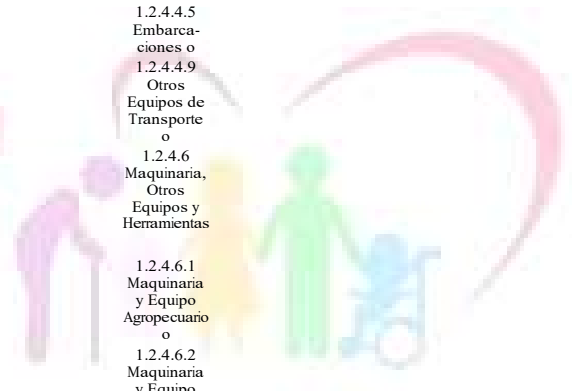 1.2.4.4.5
Embarca-
ciones o
1.2.4.4.9
Otros
Equipos de
Transporte
o
1.2.4.6
Maquinaria,
Otros
Equipos y
Herramientas
1.2.4.6.1
Maquinaria
y Equipo
Agropecuario
o
1.2.4.6.2
Maquinaria
y Equipo